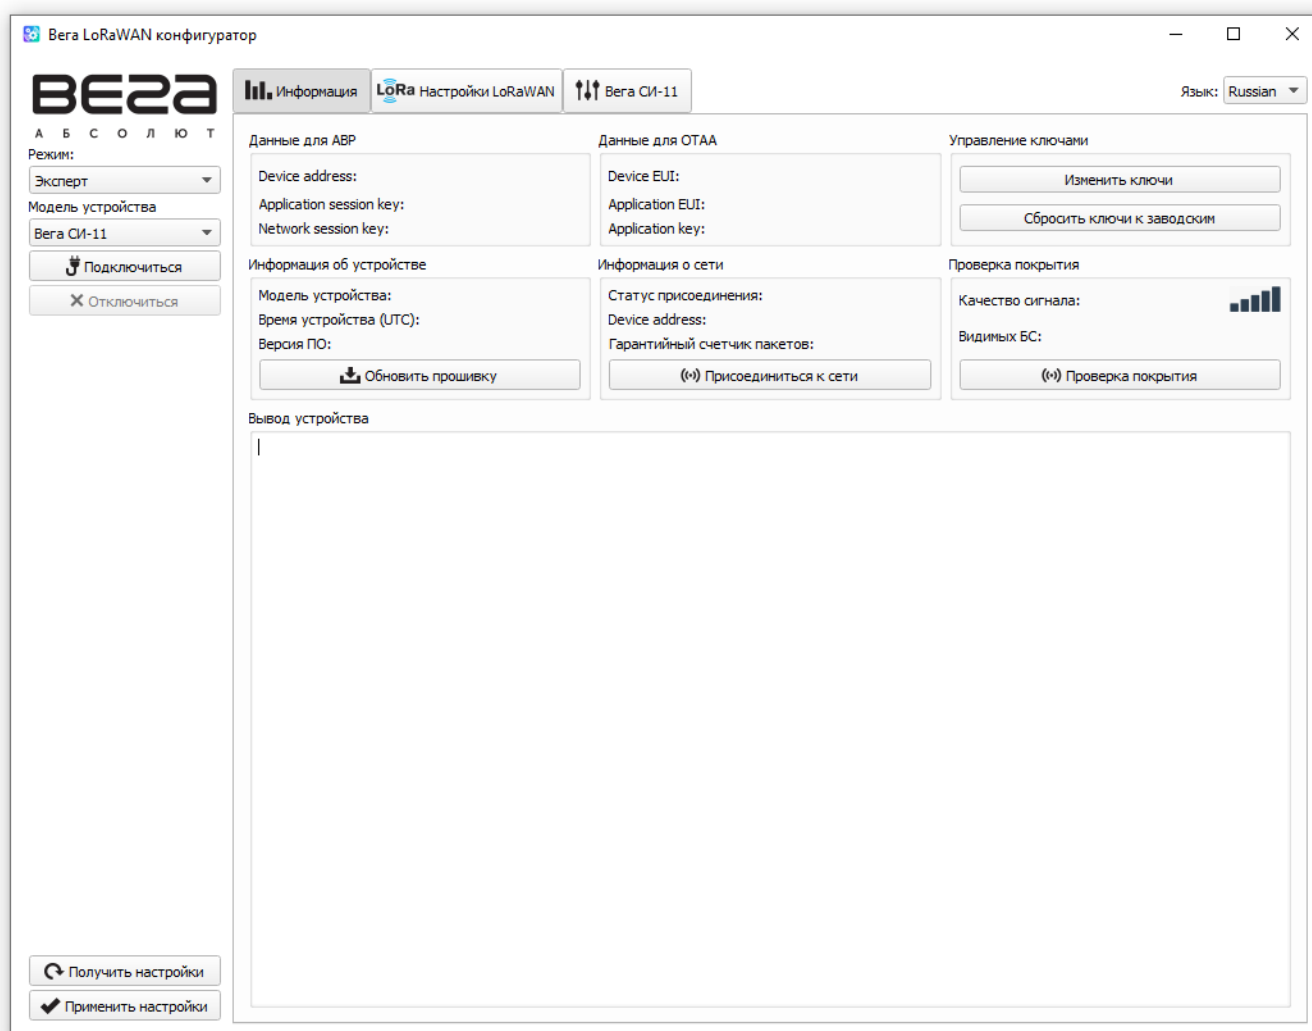 Вега LoRaWAN конфигуратор
ВЕГА
АБСОЛЮТ
Информация
LoRa Настройки LoRaWAN
Вега СИ-11
Язык: Russian
Режим:
Эксперт
Модель устройства
Вега СИ-11
Подключиться
Отключиться
Данные для ABP
Device address:
Application session key:
Network session key:
Данные для OTAA
Device EUI:
Application EUI:
Application key:
Управление ключами
Изменить ключи
Сбросить ключи к заводским
Информация об устройстве
Модель устройства:
Время устройства (UTC):
Версия ПО:
Обновить прошивку
Информация о сети
Статус присоединения:
Device address:
Гарантийный счетчик пакетов:
Присоединиться к сети
Проверка покрытия
Качество сигнала:
Видимых БС:
Проверка покрытия
Вывод устройства
Получить настройки
Применить настройки